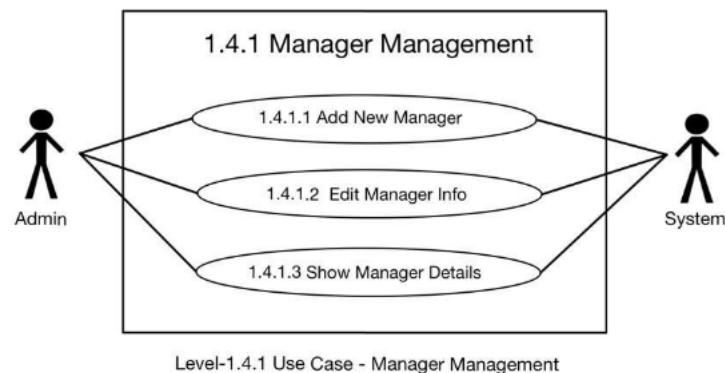 1.4.1 Manager Management
1.4.1.1 Add New Manager
1.4.1.2 Edit Manager Info
1.4.1.3 Show Manager Details
Admin
System
Level-1.4.1 Use Case - Manager Management